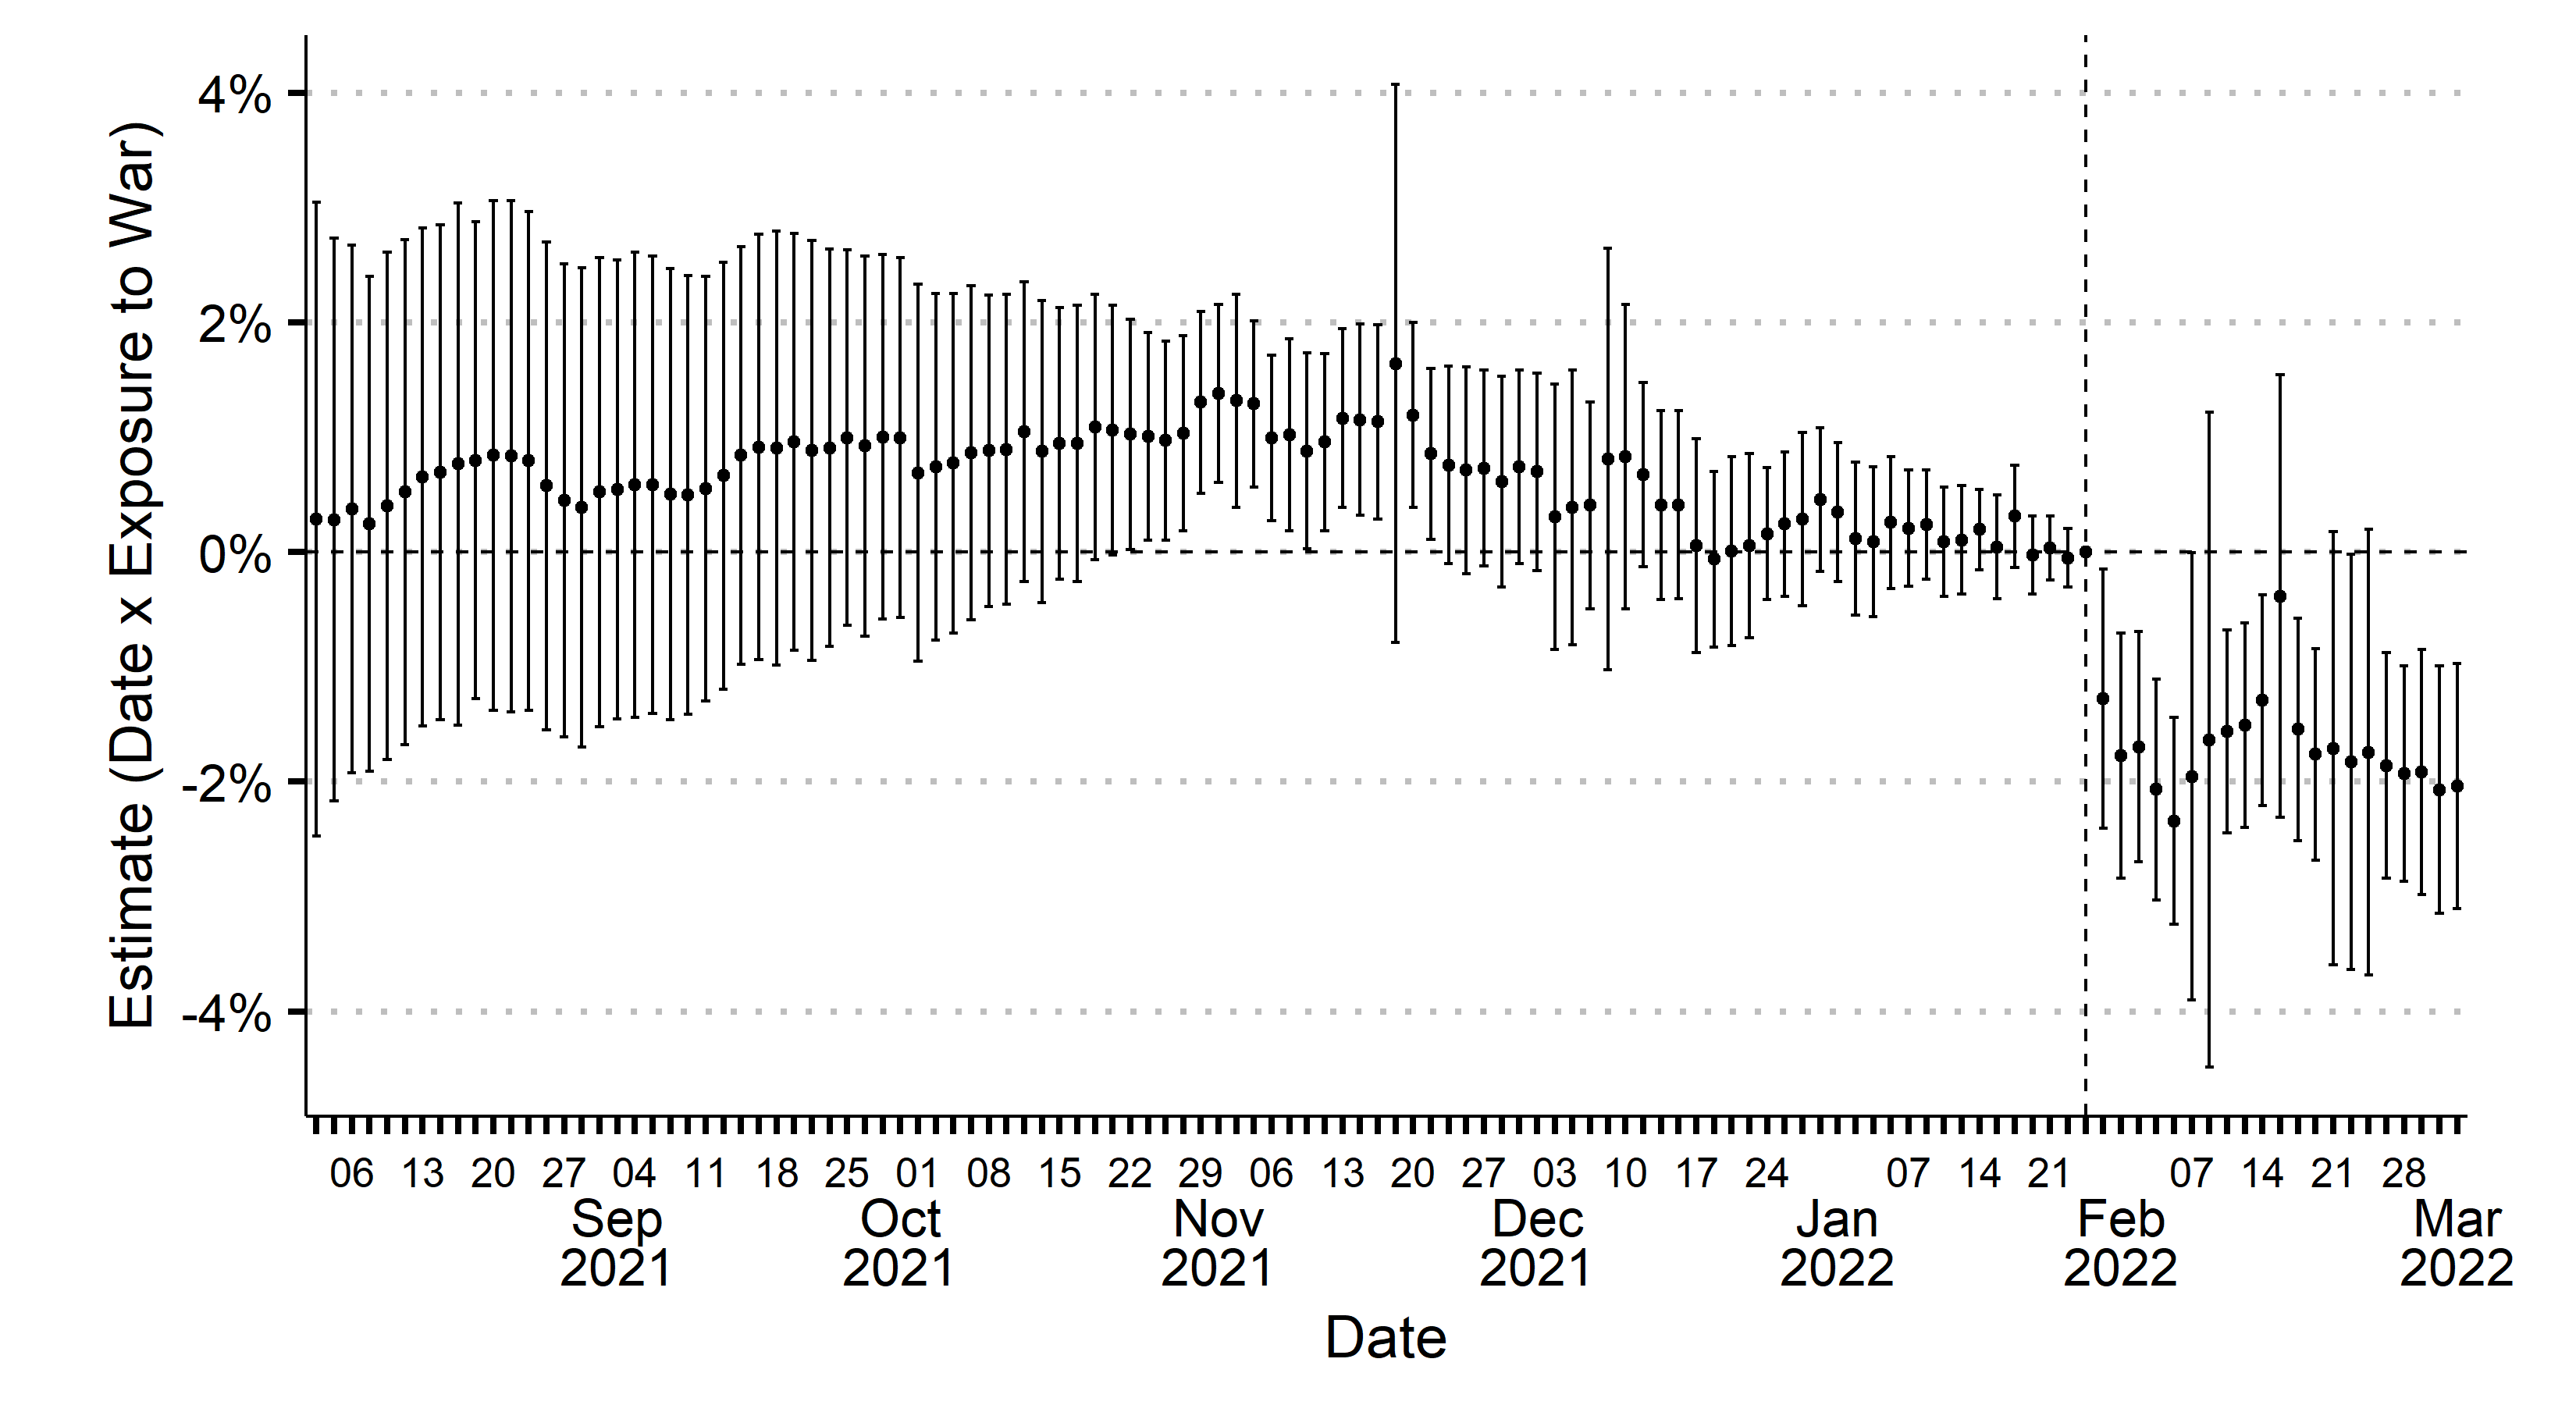 Estimate (Date x Exposure to War)
4%
2%
0%
-2%
-4%
06 13 20 27 04 11 18 25 01 08 15 22 29 06 13 20 27 03 10 17 24 07 14 21 07 14 21 28
Sep Oct Nov Dec Jan Feb Mar
2021 2021 2021 2021 2022 2022 2022
Date